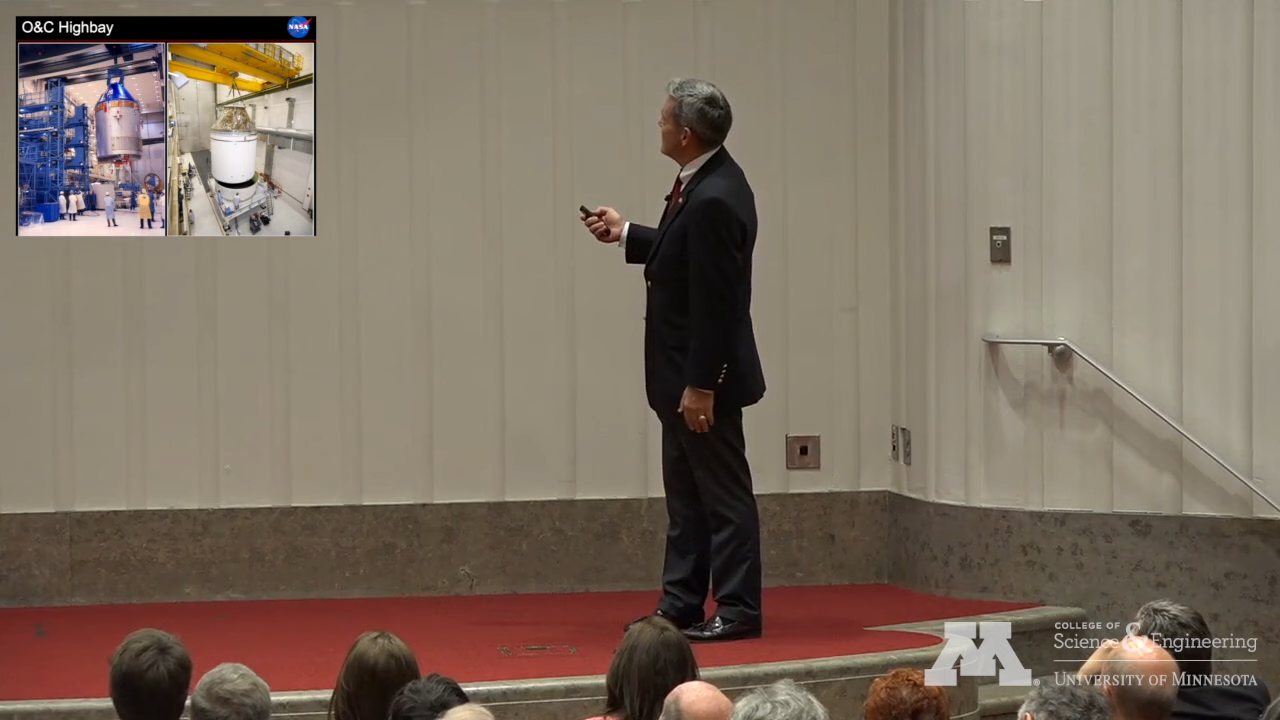 O&C Highbay
NASA
COLLEGE OF
Science & Engineering
UNIVERSITY OF MINNESOTA
M